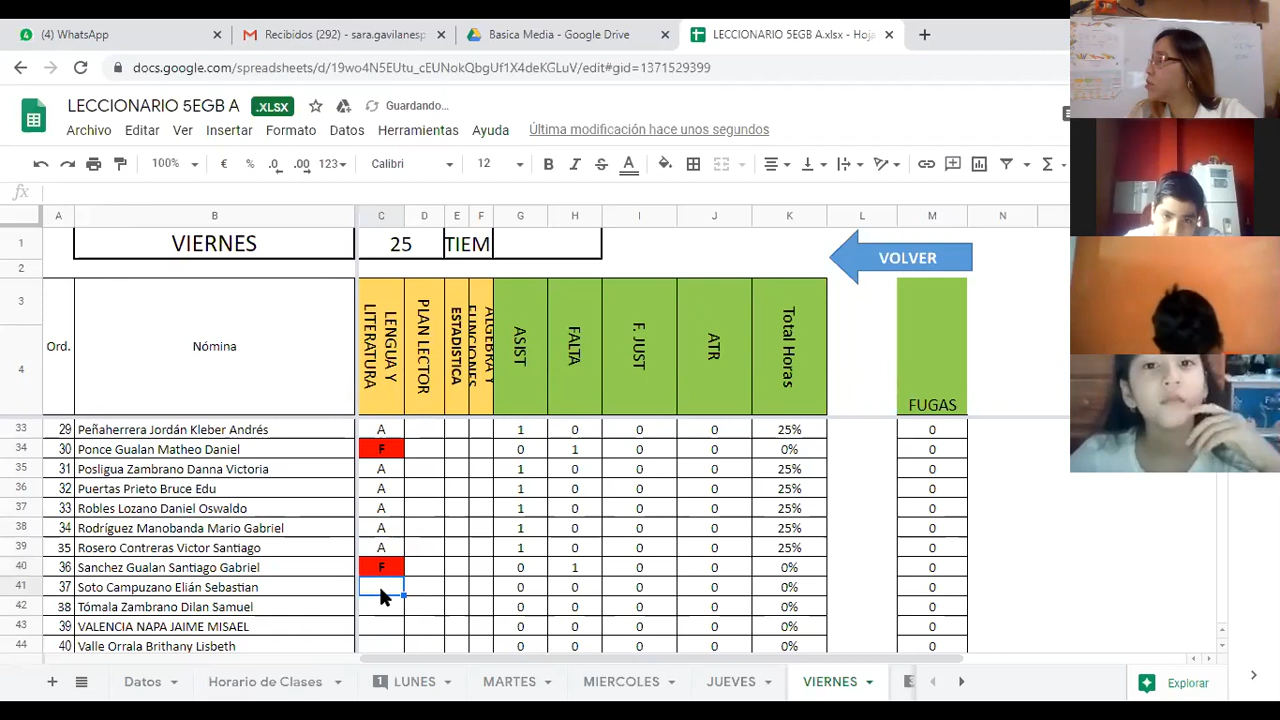 (4) WhatsApp
Recibidos (292) - sara.gavilanesp
Basica Media - Google Drive
LECCIONARIO 5EGB A.xlsx - Hoja
LECCIONARIO 5EGB A .XLSX Guardando...
Archivo Editar Ver Insertar Formato Datos Herramientas Ayuda Última modificación hace unos segundos
100% € % .0 .00 123 Calibri 12 B I S A Σ
fx
A B C D E F G H I J K L M N
1 VIERNES 25 TIEM VOLVER
2
3
4
Ord. Nómina LENGUA Y LITERATURA PLAN LECTOR ESTADISTICA ALGEBRA Y FUNCIONES ASIST FALTA F. JUST ATR Total Horas FUGAS
33 29 Peñaherrera Jordán Kleber Andrés A 1 0 0 0 25% 0
34 30 Ponce Gualan Matheo Daniel F 0 1 0 0 0% 0
35 31 Posligua Zambrano Danna Victoria A 1 0 0 0 25% 0
36 32 Puertas Prieto Bruce Edu A 1 0 0 0 25% 0
37 33 Robles Lozano Daniel Oswaldo A 1 0 0 0 25% 0
38 34 Rodríguez Manobanda Mario Gabriel A 1 0 0 0 25% 0
39 35 Rosero Contreras Victor Santiago A 1 0 0 0 25% 0
40 36 Sanchez Gualan Santiago Gabriel F 0 1 0 0 0% 0
41 37 Soto Campuzano Elián Sebastian 0 0 0 0 0% 0
42 38 Tómala Zambrano Dilan Samuel 0 0 0 0 0% 0
43 39 VALENCIA NAPA JAIME MISAEL 0 0 0 0 0% 0
44 40 Valle Orrala Brithany Lisbeth 0 0 0 0 0% 0
Datos Horario de Clases 1 LUNES MARTES MIERCOLES JUEVES VIERNES Explorar